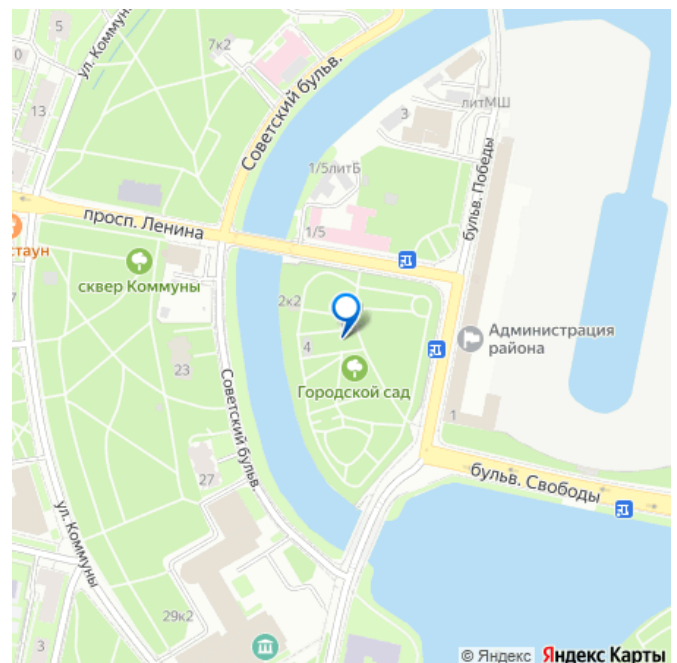 5
ул. Коммуны
0
7к2
Советский бульв.
13
литМШ
3
1/5литБ
бульв. Победы
просп. Ленина
1/5
стаун
сквер Коммуны
2к2
7
4
Администрация
района
23
Городской сад
Советский бульв.
1
27
бульв. Свободы
ул. Коммуны
29к2
3
© Яндекс Яндекс Карты